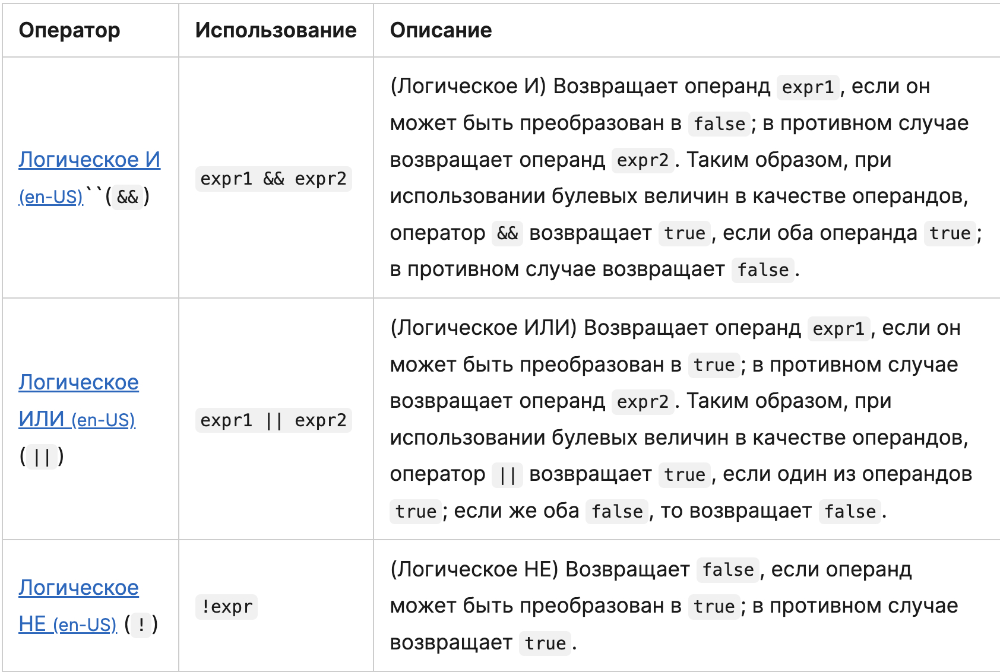 Оператор
Использование
Описание
Логическое И
(en-US)``(&&)
expr1 && expr2
(Логическое И) Возвращает операнд expr1, если он
может быть преобразован в false; в противном случае
возвращает операнд expr2. Таким образом, при
использовании булевых величин в качестве операндов,
оператор && возвращает true, если оба операнда true;
в противном случае возвращает false.
Логическое
ИЛИ (en-US)
(||)
expr1 || expr2
(Логическое ИЛИ) Возвращает операнд expr1, если он
может быть преобразован в true; в противном случае
возвращает операнд expr2. Таким образом, при
использовании булевых величин в качестве операндов,
оператор || возвращает true, если один из операндов
true; если же оба false, то возвращает false.
Логическое
НЕ (en-US) (!)
!expr
(Логическое НЕ) Возвращает false, если операнд
может быть преобразован в true; в противном случае
возвращает true.